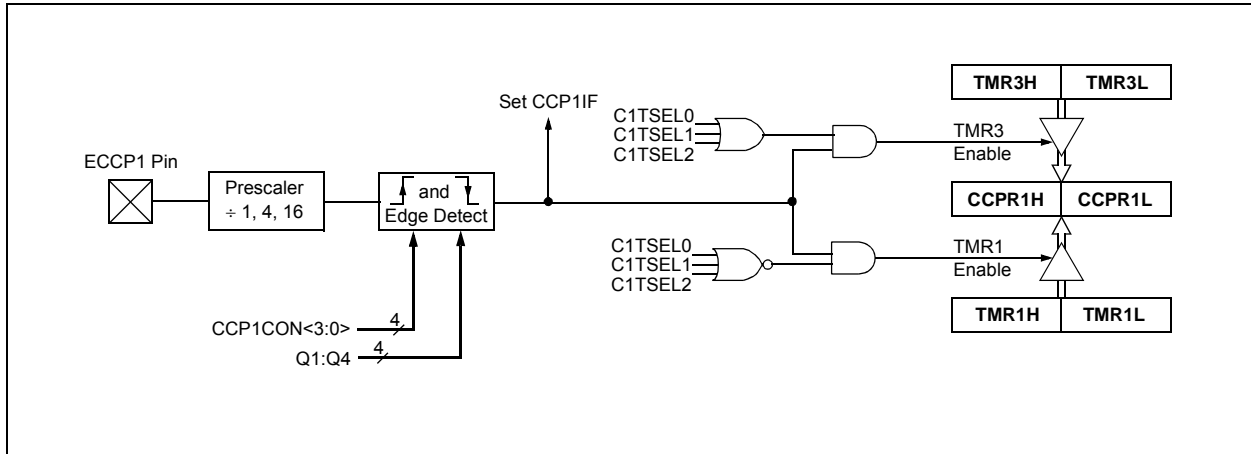 TMR3H TMR3L
Set CCP1IF
C1TSEL0
C1TSEL1
C1TSEL2
TMR3
Enable
ECCP1 Pin
Prescaler
÷ 1, 4, 16
and
Edge Detect
CCPR1H CCPR1L
C1TSEL0
C1TSEL1
C1TSEL2
TMR1
Enable
TMR1H TMR1L
CCP1CON<3:0>
4
Q1:Q4
4